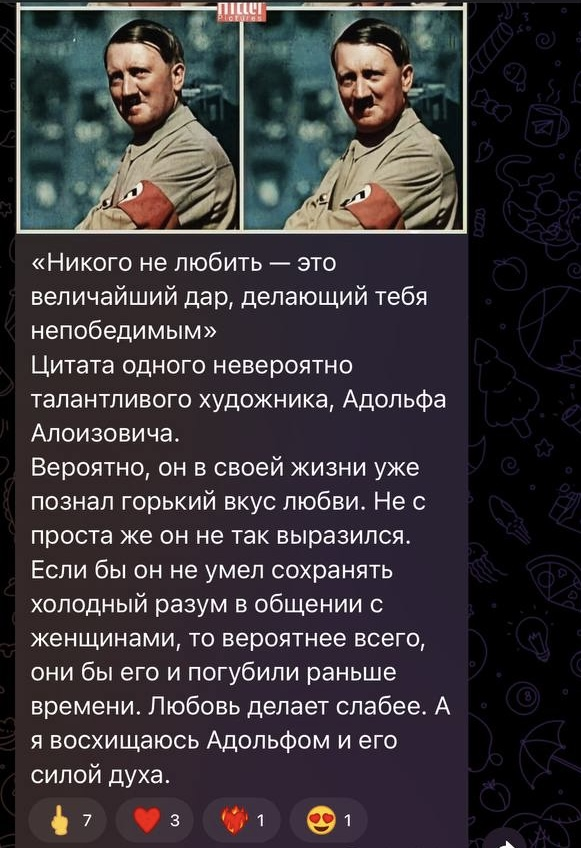 Hitler
Pictures
«Никого не любить — это
величайший дар, делающий тебя
непобедимым»
Цитата одного невероятно
талантливого художника, Адольфа
Алоизовича.
Вероятно, он в своей жизни уже
познал горький вкус любви. Не с
проста же он не так выразился.
Если бы он не умел сохранять
холодный разум в общении с
женщинами, то вероятнее всего,
они бы его и погубили раньше
времени. Любовь делает слабее. А
я восхищаюсь Адольфом и его
силой духа.
7 3 1 1